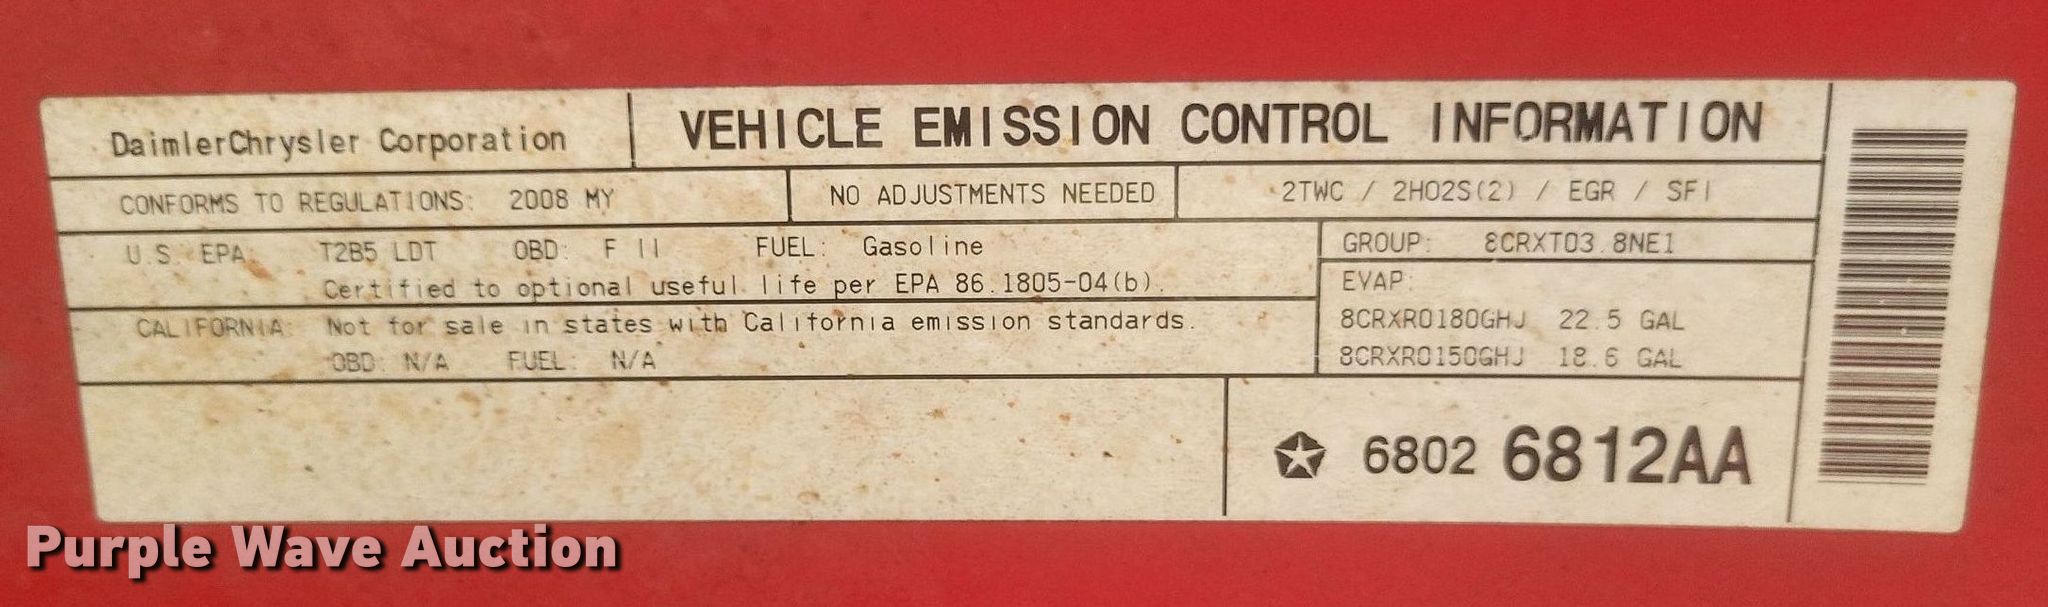 DaimlerChrysler Corporation
VEHICLE EMISSION CONTROL INFORMATION
CONFORMS TO REGULATIONS: 2008 MY
NO ADJUSTMENTS NEEDED
2TWC / 2HO2S(2) / EGR / SFI
U.S. EPA: T2B5 LDT OBD: F II FUEL: Gasoline
Certified to optional useful life per EPA 86.1805-04(b).
CALIFORNIA: Not for sale in states with California emission standards.
OBD: N/A FUEL: N/A
GROUP: 8CRXT03.8NE1
EVAP:
8CRXR0180GHJ 22.5 GAL
8CRXR0150GHJ 18.6 GAL
6802 6812AA
Purple Wave Auction